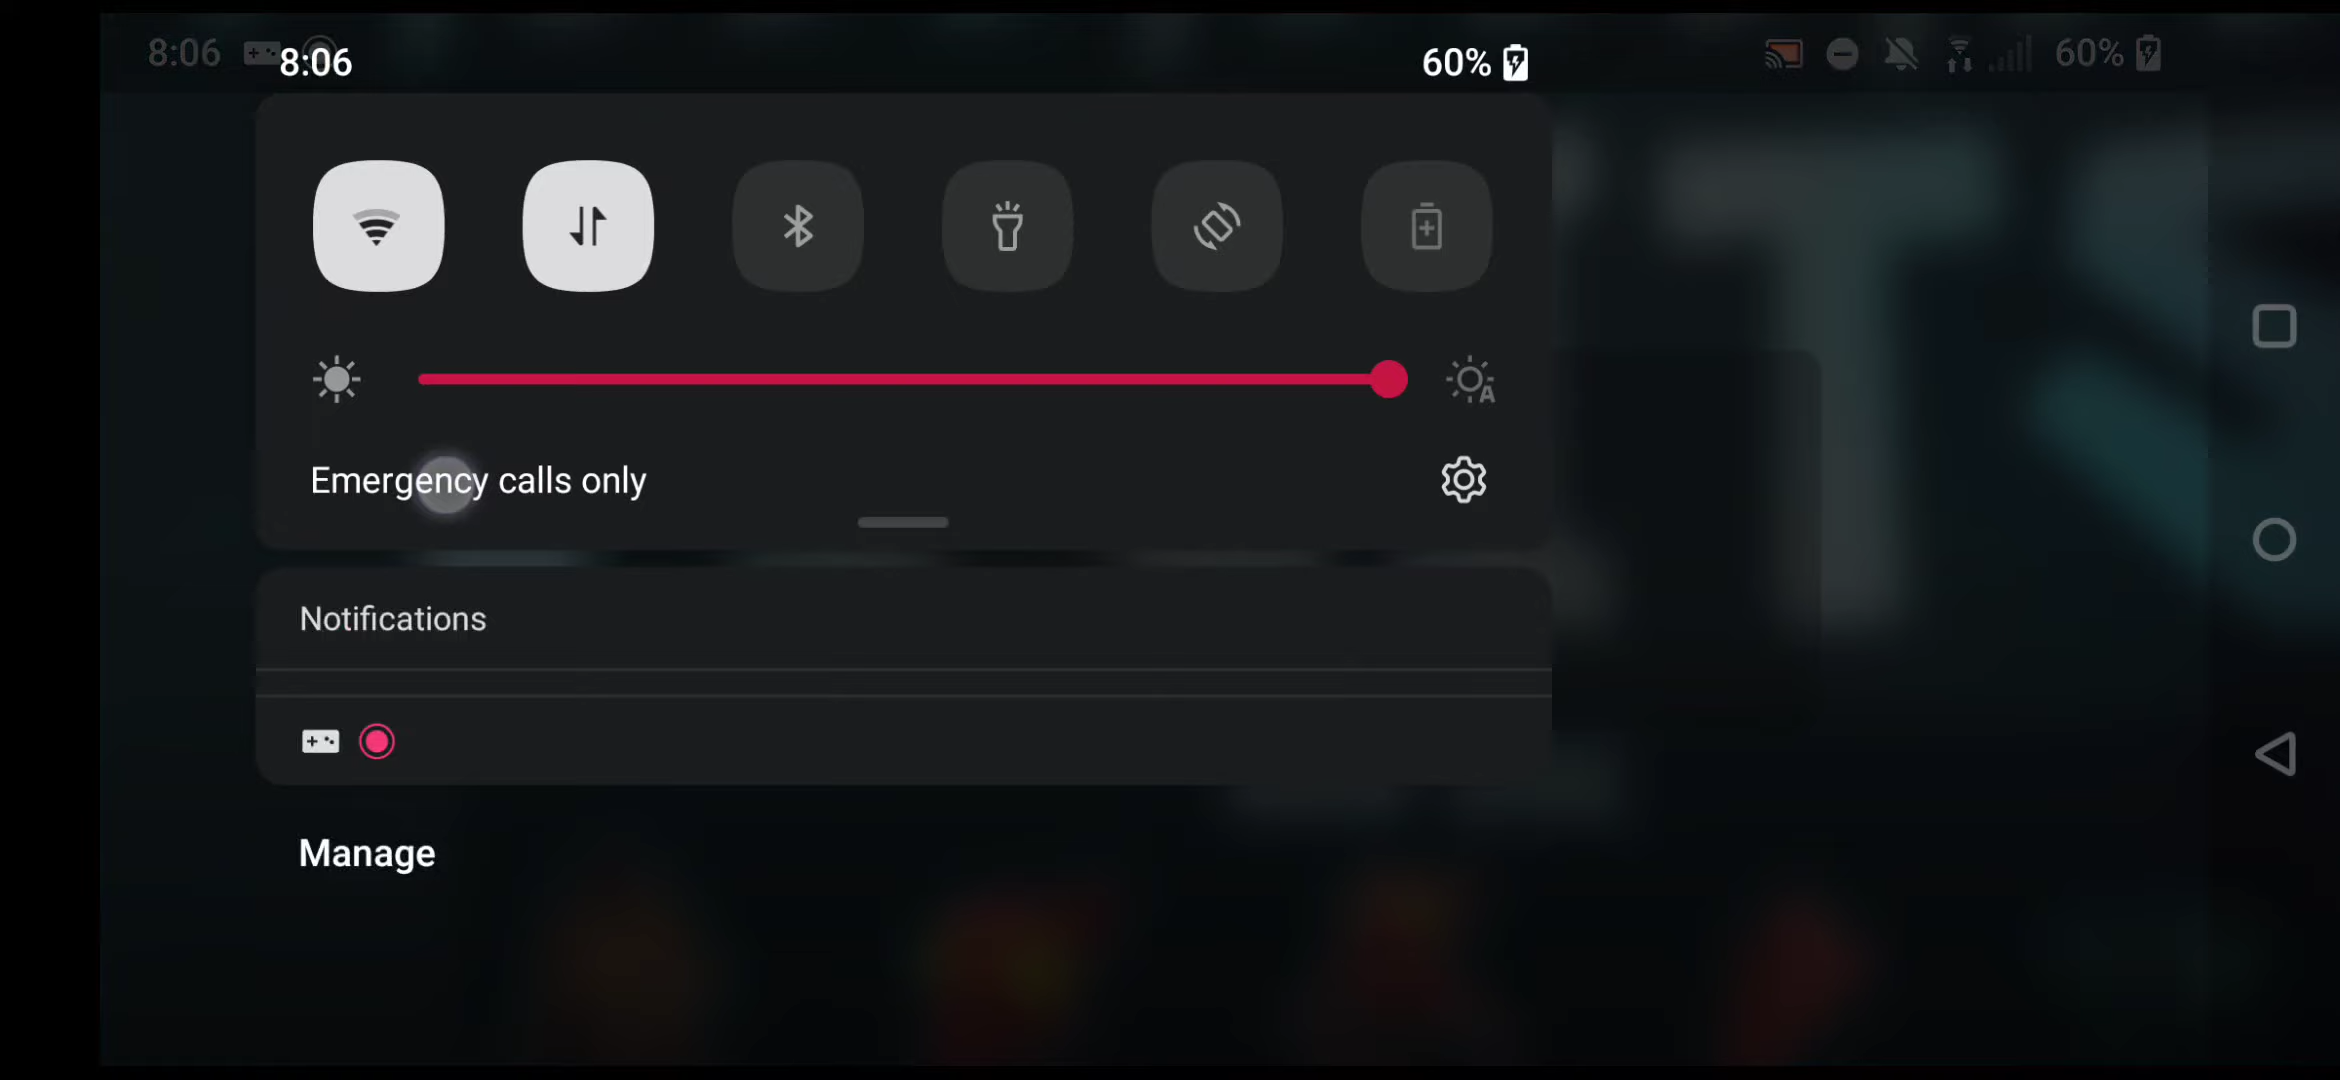 8:06
8:06
60%
60%
A
Emergency calls only
Notifications
Manage